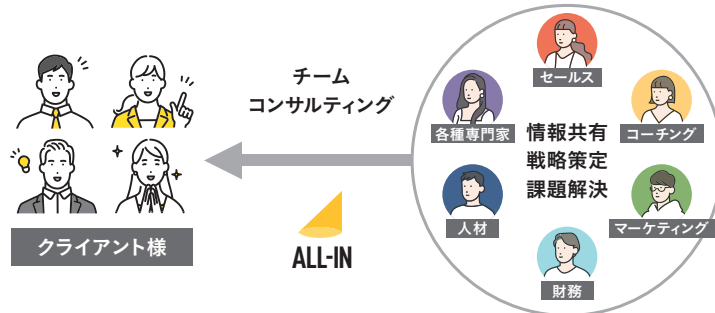 チーム
コンサルティング
ALL-IN
クライアント様
セールス
各種専門家
コーチング
情報共有
戦略策定
課題解決
人材
マーケティング
財務